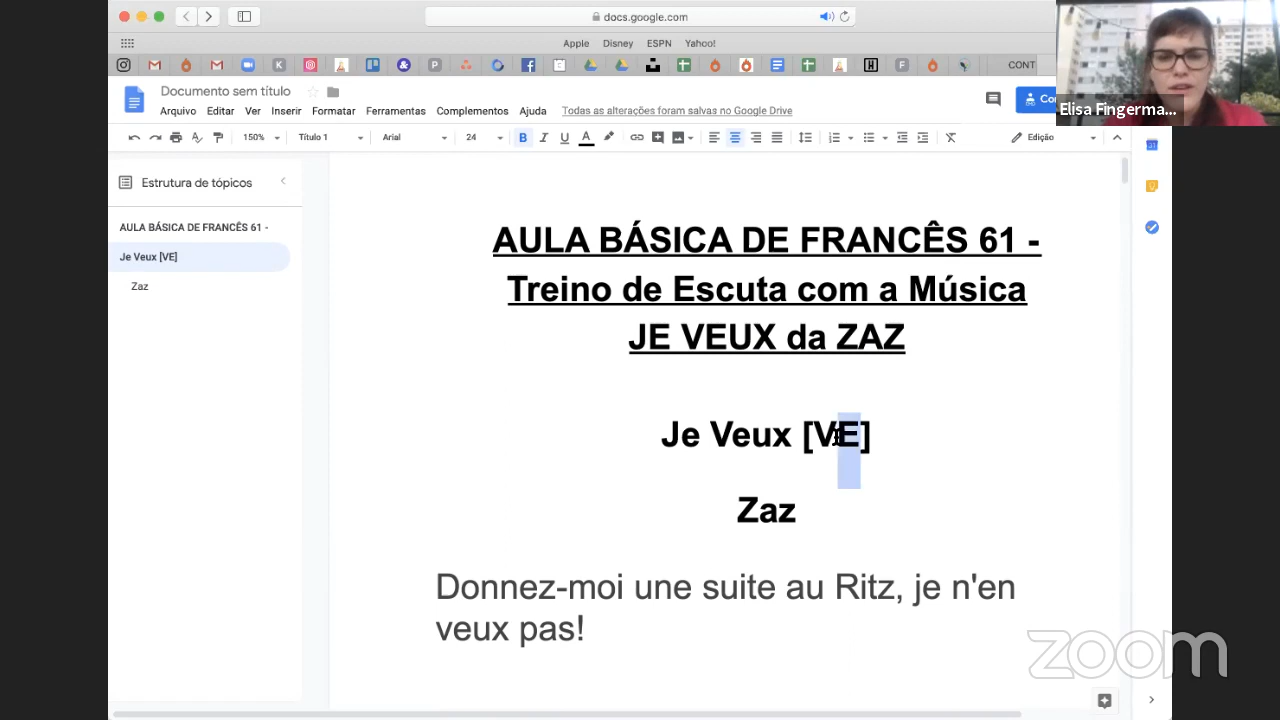 docs.google.com
Apple Disney ESPN Yahoo!
CONT
Documento sem título
Arquivo Editar Ver Inserir Formatar Ferramentas Complementos Ajuda Todas as alterações foram salvas no Google Drive
Elisa Fingerma...
150% Título 1 Arial 24 B I U A Edição
Estrutura de tópicos
AULA BÁSICA DE FRANCÊS 61 -
Je Veux [VE]
Zaz
AULA BÁSICA DE FRANCÊS 61 -
Treino de Escuta com a Música
JE VEUX da ZAZ
Je Veux [VE]
Zaz
Donnez-moi une suite au Ritz, je n'en
veux pas!
zoom